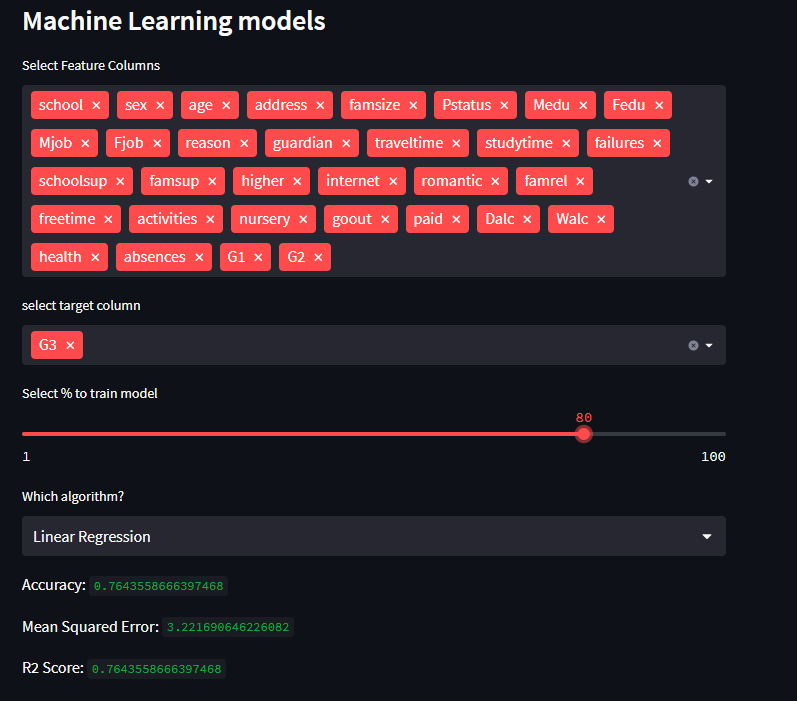 Machine Learning models
Select Feature Columns
school × sex × age × address × famsize × Pstatus × Medu × Fedu ×
Mjob × Fjob × reason × guardian × traveltime × studytime × failures ×
schoolsup × famsup × higher × internet × romantic × famrel ×
freetime × activities × nursery × goout × paid × Dalc × Walc ×
health × absences × G1 × G2 ×
select target column
G3 ×
Select % to train model
80
1 100
Which algorithm?
Linear Regression
Accuracy: 0.7643558666397468
Mean Squared Error: 3.221690646226082
R2 Score: 0.7643558666397468